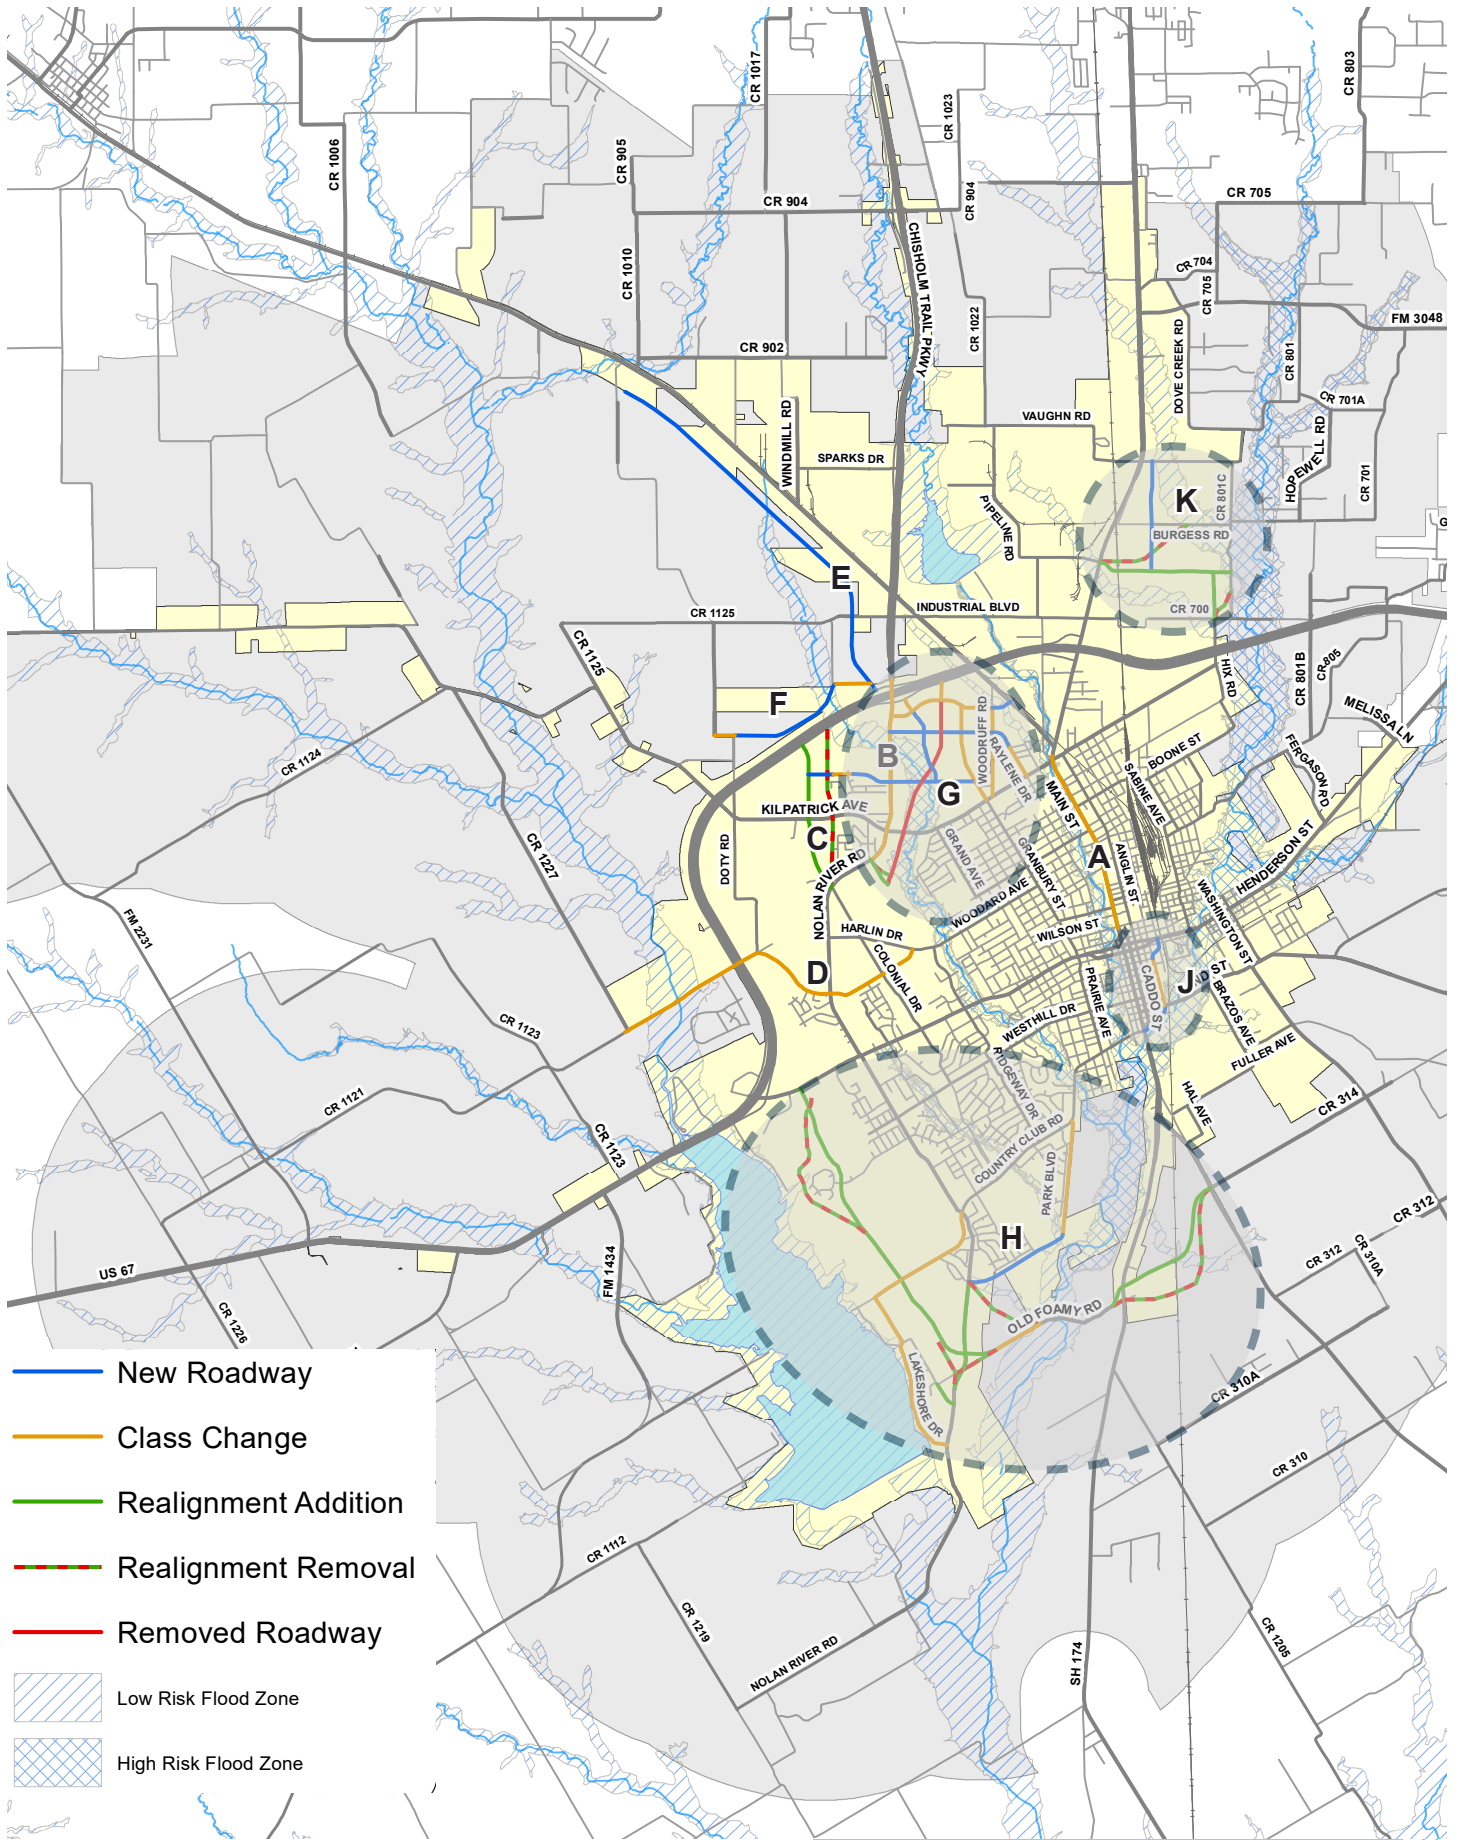 CR 1017
CR 803
CR 1023
CR 1006
CR 905
CR 904
CR 904
CR 705
CHISHOLM TRAIL PKWY
CR 1010
CR 704
CR 705
FM 3048
CR 1022
CR 902
DOVE CREEK RD
CR 801
CR 701A
WINDMILL RD
VAUGHN RD
HOPEWELL RD
SPARKS DR
CR 701
K
CR 801C
PIPELINE RD
BURGESS RD
G
E
CR 1125
INDUSTRIAL BLVD
CR 700
CR 1125
HIX RD
CR 801B
CR 805
F
WOODRUFF RD
MELISSA LN
B
RAYLENE DR
BOONE ST
CR 1124
SABINE AVE
FERGASON RD
G
MAIN ST
KILPATRICK AVE
C
CR 1227
DOTY RD
NOLAN RIVER RD
GRAND AVE
GRANBURY ST
A
ANGLIN ST
HENDERSON ST
WOODARD AVE
WASHINGTON ST
FM 2231
HARLIN DR
WILSON ST
D
COLONIAL DR
PRAIRIE AVE
CADDO ST
J
ND ST
BRAZOS AVE
CR 1123
WESTHILL DR
FULLER AVE
RIDGEWAY DR
CR 1121
HAL AVE
CR 314
CR 1123
COUNTRY CLUB RD
PARK BLVD
CR 312
H
CR 312
CR 310A
US 67
FM 1434
CR 1226
OLD FOAMY RD
LAKESHORE DR
CR 310A
New Roadway
Class Change
CR 310
Realignment Addition
CR 1112
Realignment Removal
CR 1219
Removed Roadway
NOLAN RIVER RD
SH 174
CR 1205
Low Risk Flood Zone
High Risk Flood Zone